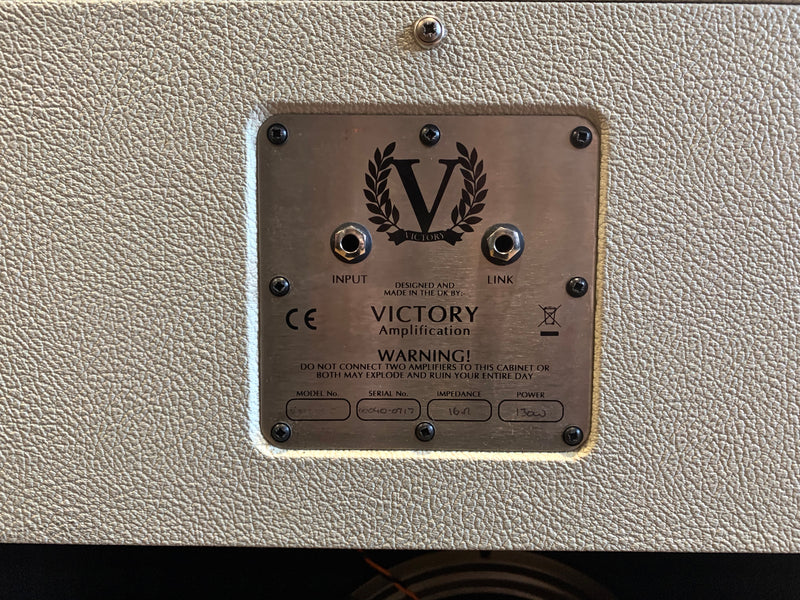 V
VICTORY
INPUT LINK
DESIGNED AND
MADE IN THE UK BY:
VICTORY
Amplification
CE
WARNING!
DO NOT CONNECT TWO AMPLIFIERS TO THIS CABINET OR
BOTH MAY EXPLODE AND RUIN YOUR ENTIRE DAY
MODEL No. SERIAL No. IMPEDANCE POWER
16Ω 130W